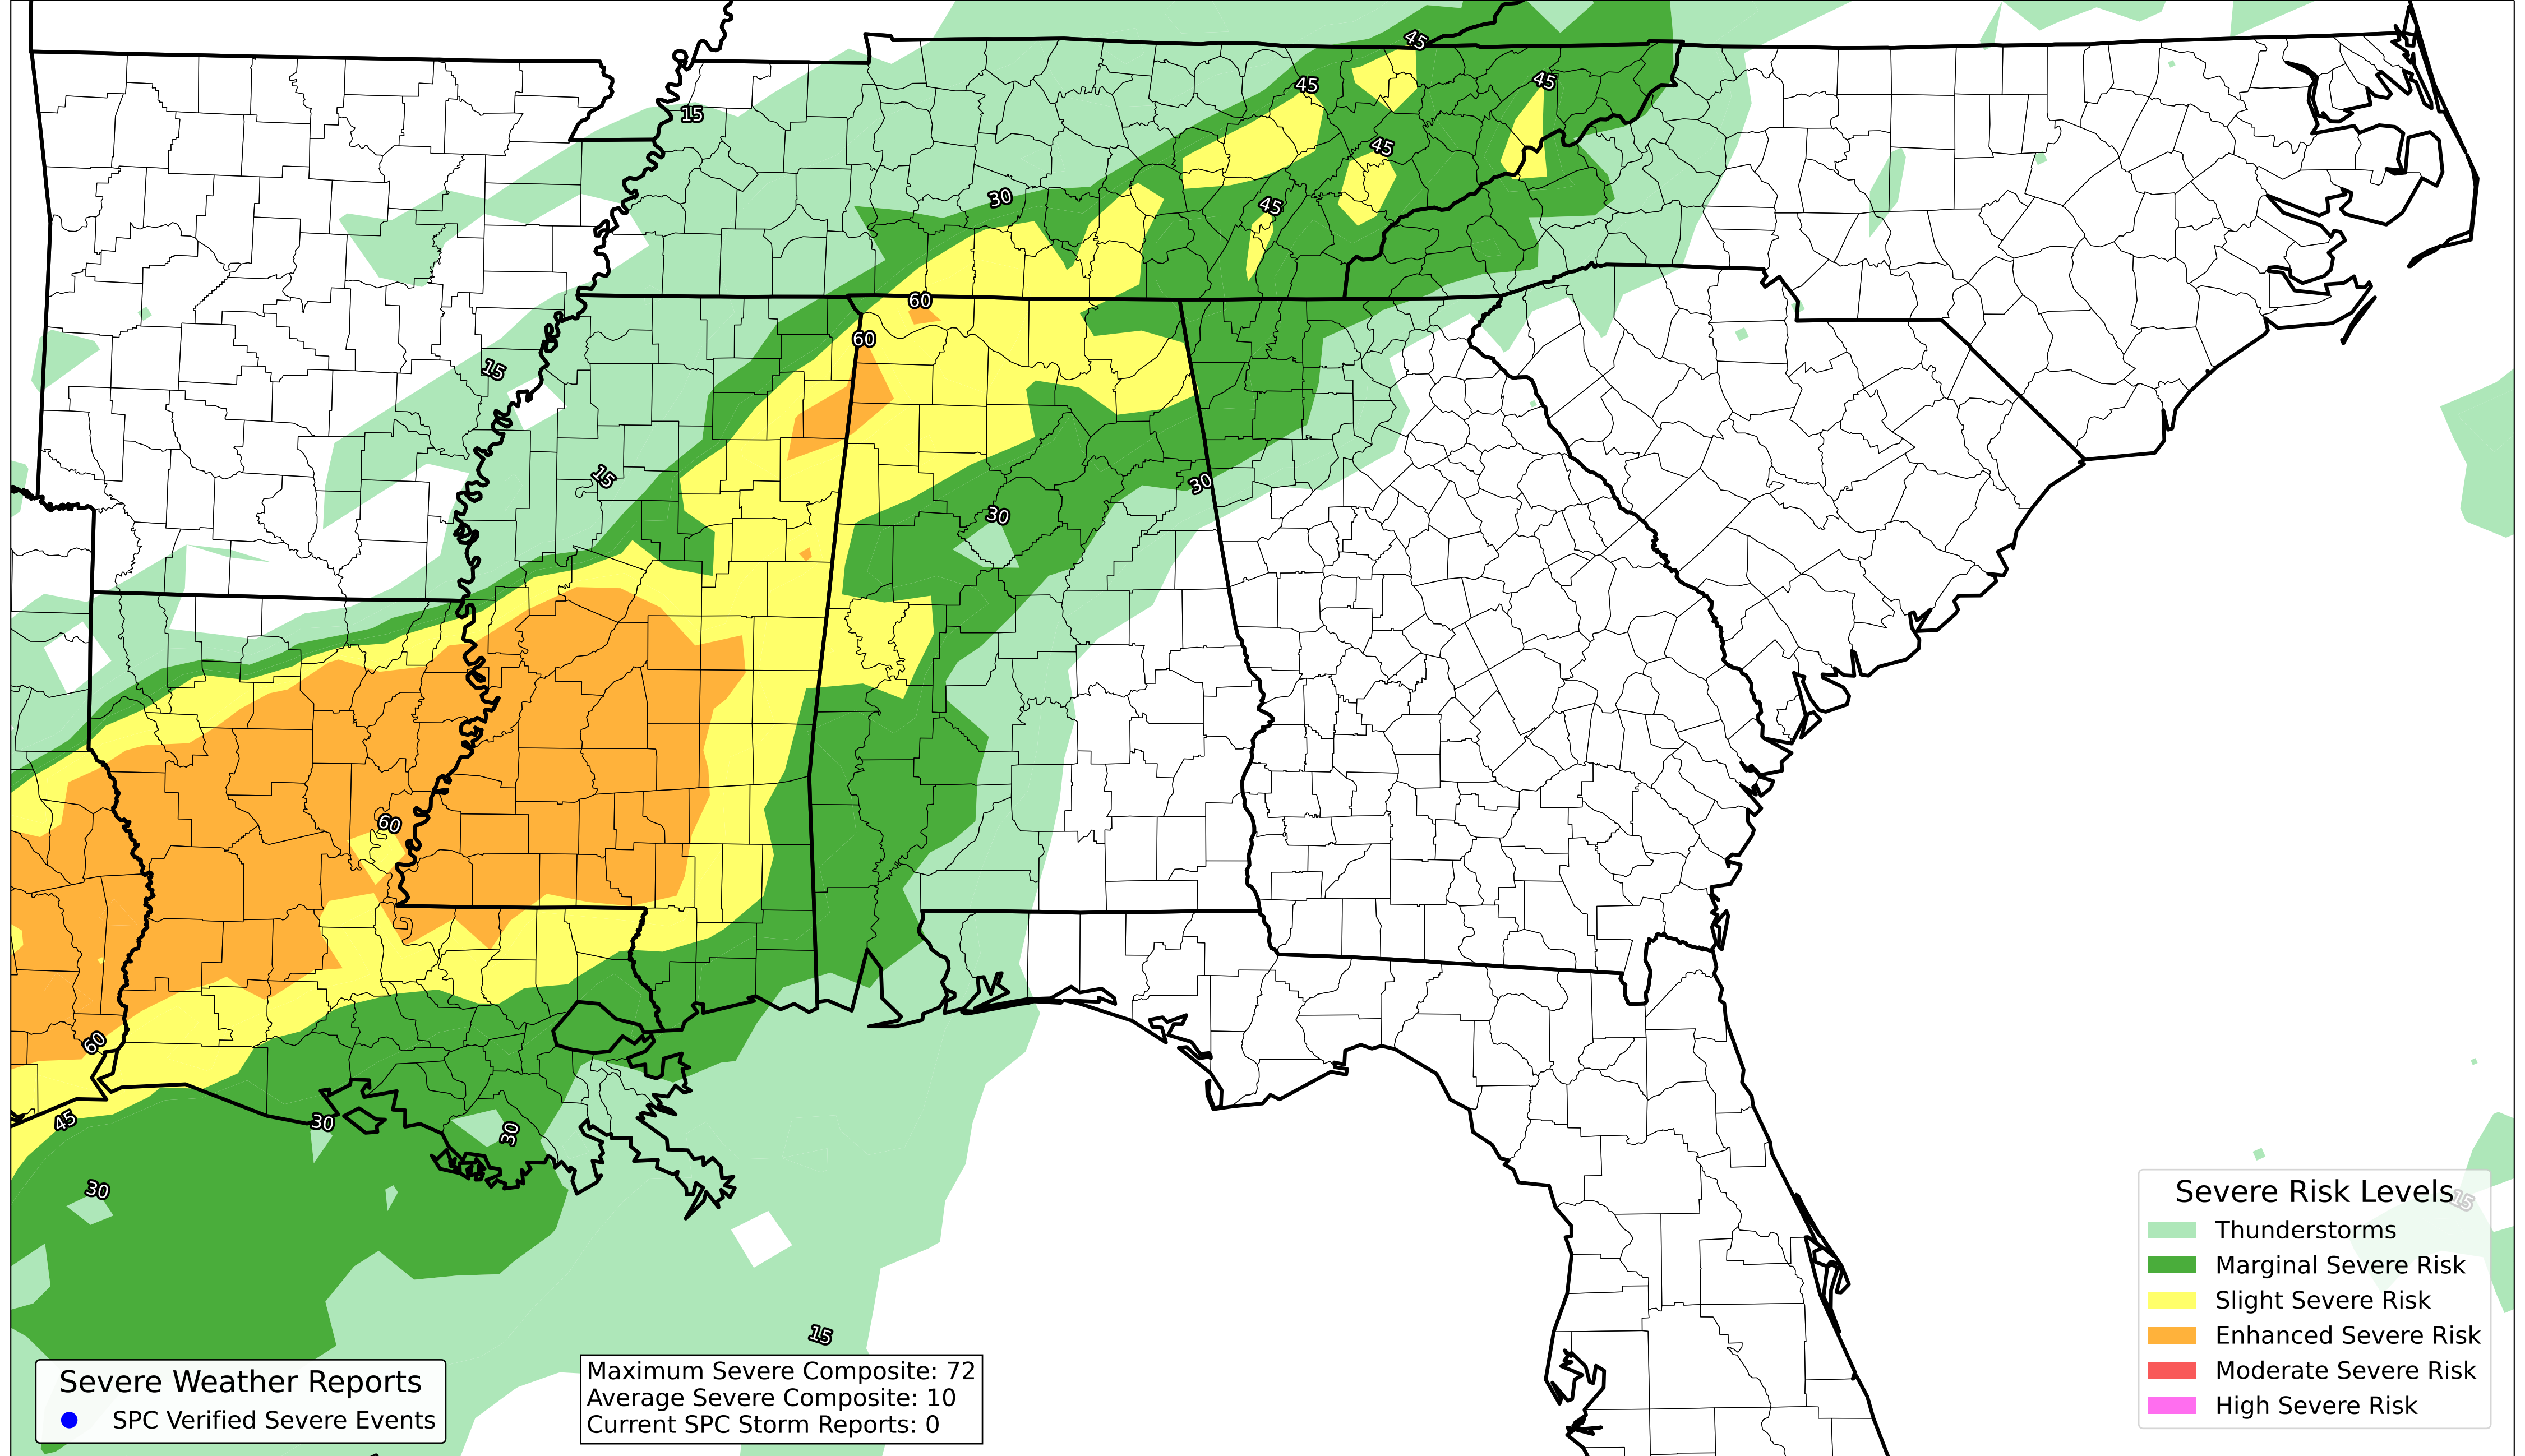 45
45
45
15
45
30
45
60
60
15
15
30
30
60
60
45
30
30
30
15
15
Severe Risk Levels
Thunderstorms
Marginal Severe Risk
Slight Severe Risk
Enhanced Severe Risk
Moderate Severe Risk
High Severe Risk
Severe Weather Reports
SPC Verified Severe Events
Maximum Severe Composite: 72
Average Severe Composite: 10
Current SPC Storm Reports: 0